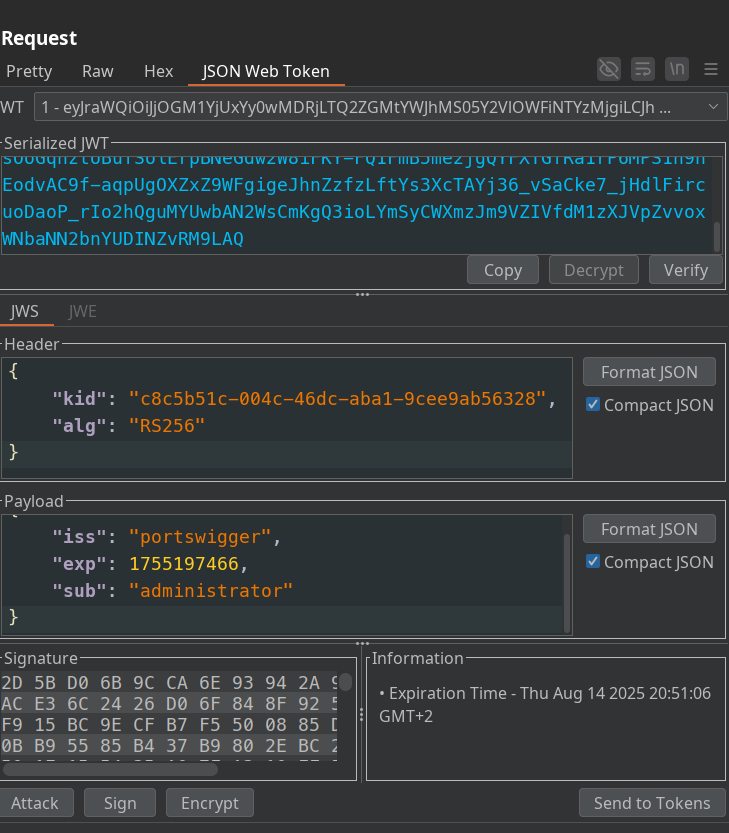 Request
Pretty Raw Hex JSON Web Token \n
WT 1 - eyJraWQiOiJjOGM1YjUxYy0wMDRjLTQ2ZGMtYWJhMS05Y2VlOWFiNTYzMjgiLCJh ...
Serialized JWT
EodvAC9f-aqpUgOXZxZ9WFgigeJhnZzfzLftYs3XcTAYj36_vSaCke7_jHdlFirc
uoDaoP_rIo2hQguMYUwbAN2WsCmKgQ3ioLYmSyCWXmzJm9VZIVfdM1zXJVpZvvox
WNbaNN2bnYUDINZvRM9LAQ
Copy Decrypt Verify
JWS JWE
Header
{
"kid": "c8c5b51c-004c-46dc-aba1-9cee9ab56328",
"alg": "RS256"
}
Format JSON
Compact JSON
Payload
"iss": "portswigger",
"exp": 1755197466,
"sub": "administrator"
}
Format JSON
Compact JSON
Signature
2D 5B D0 6B 9C CA 6E 93 94 2A
AC E3 6C 24 26 D0 6F 84 8F 92
F9 15 BC 9E CF B7 F5 50 08 85
0B B9 55 85 B4 37 B9 80 2E BC
Information
• Expiration Time - Thu Aug 14 2025 20:51:06
GMT+2
Attack Sign Encrypt Send to Tokens